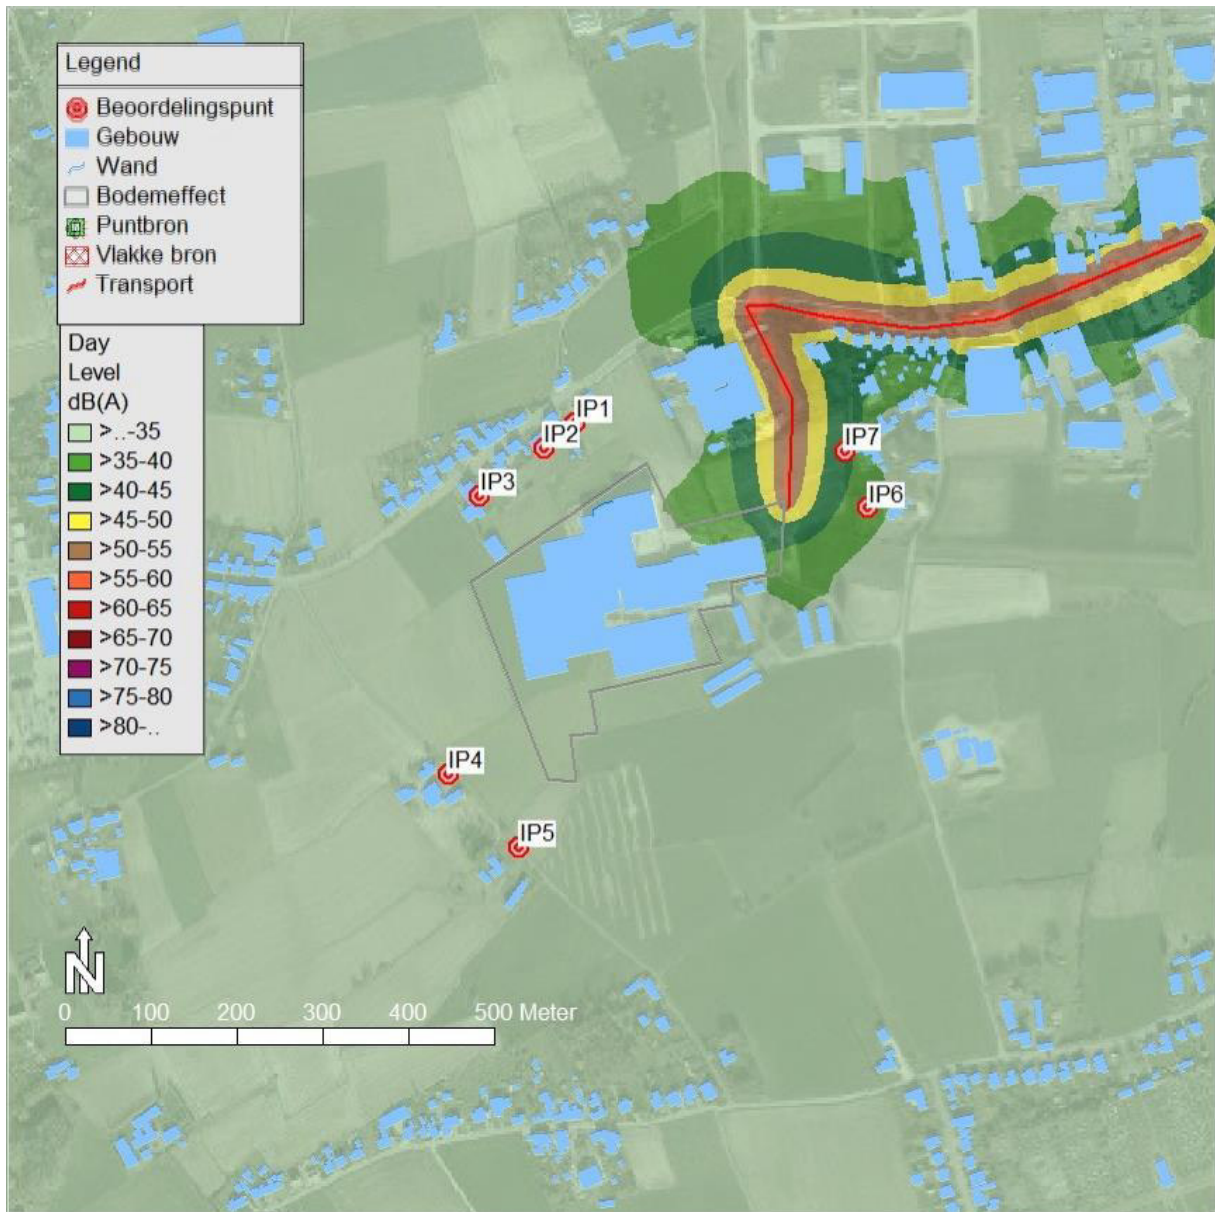 Legend
Beoordelingspunt
Gebouw
Wand
Bodemeffect
Puntbron
Vlakke bron
Transport
Day
Level
dB(A)
>..-35
>35-40
>40-45
>45-50
>50-55
>55-60
>60-65
>65-70
>70-75
>75-80
>80-..
IP1
IP2
IP3
IP7
IP6
IP4
IP5
N
0 100 200 300 400 500 Meter